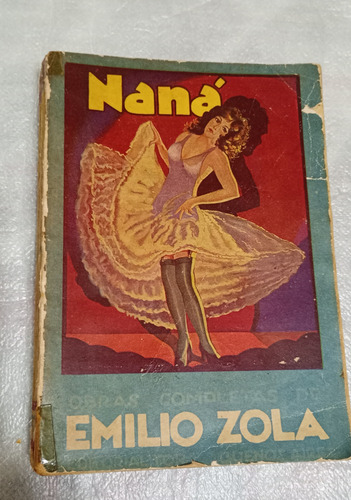 Naná
OBRAS COMPLETAS DE
EMILIO ZOLA